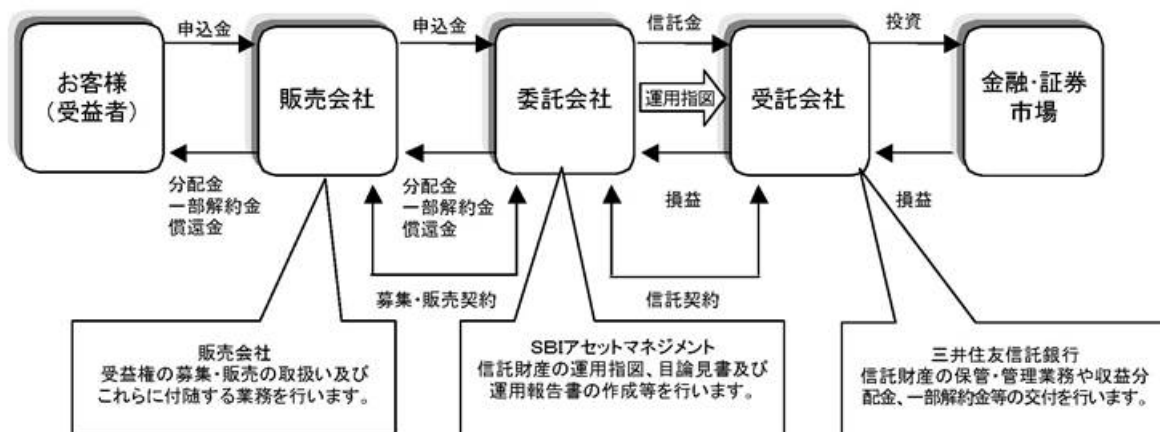 申込金
申込金
信託金
投資
お客様
(受益者)
販売会社
委託会社
運用指図
受託会社
金融・証券
市場
分配金
一部解約金
償還金
分配金
一部解約金
償還金
損益
損益
募集・販売契約
信託契約
販売会社
受益権の募集・販売の取扱い及び
これらに付随する業務を行います。
SBIアセットマネジメント
信託財産の運用指図、目論見書及び
運用報告書の作成等を行います。
三井住友信託銀行
信託財産の保管・管理業務や収益分
配金、一部解約金等の交付を行います。